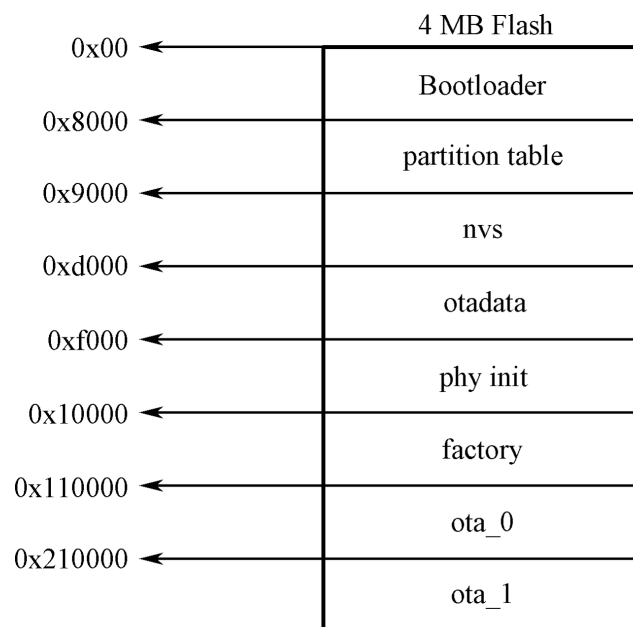 4 MB Flash
0x00
Bootloader
0x8000
partition table
0x9000
nvs
0xd000
otadata
0xf000
phy init
0x10000
factory
0x110000
ota_0
0x210000
ota_1